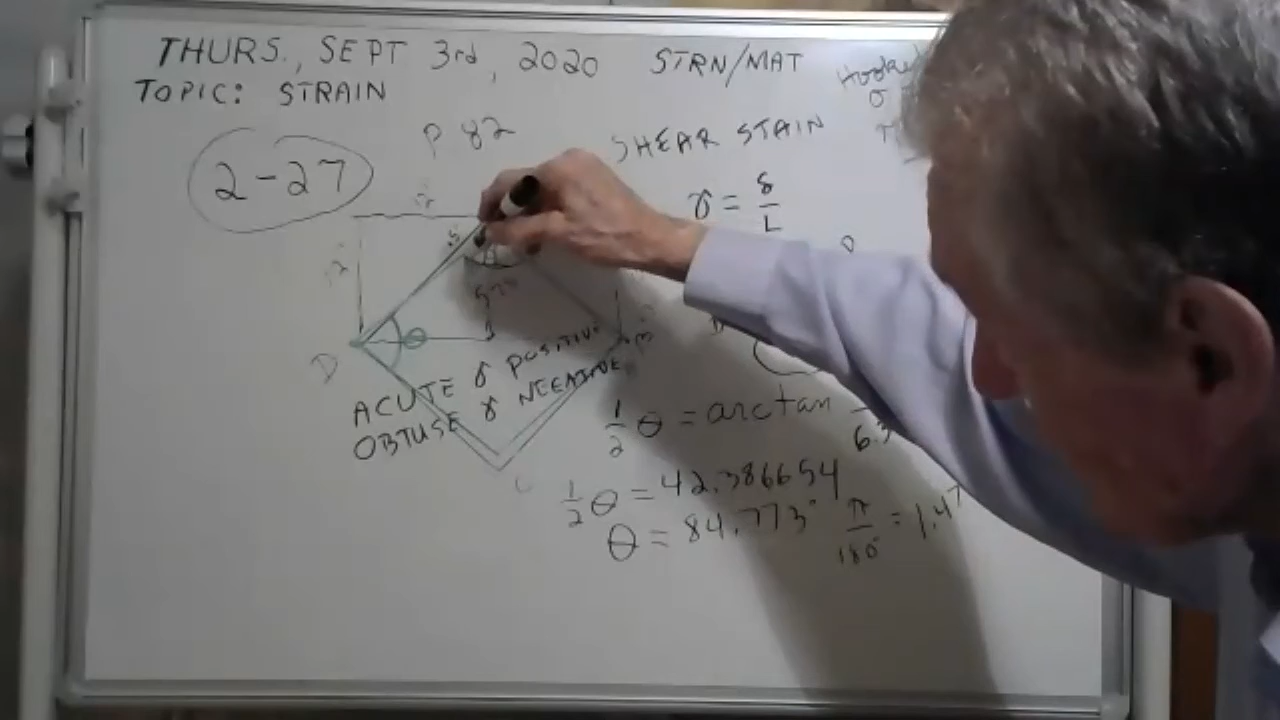 THURS., SEPT 3rd, 2020 STRN/MAT
TOPIC: STRAIN
P 82
SHEAR STAIN
2-27
γ = δ/L
θ
D
θ
ACUTE γ POSITIVE
OBTUSE γ NEGATIVE
1/2 θ = arctan
1/2 θ = 42.386654
θ = 84.773° π/180° = 1.47